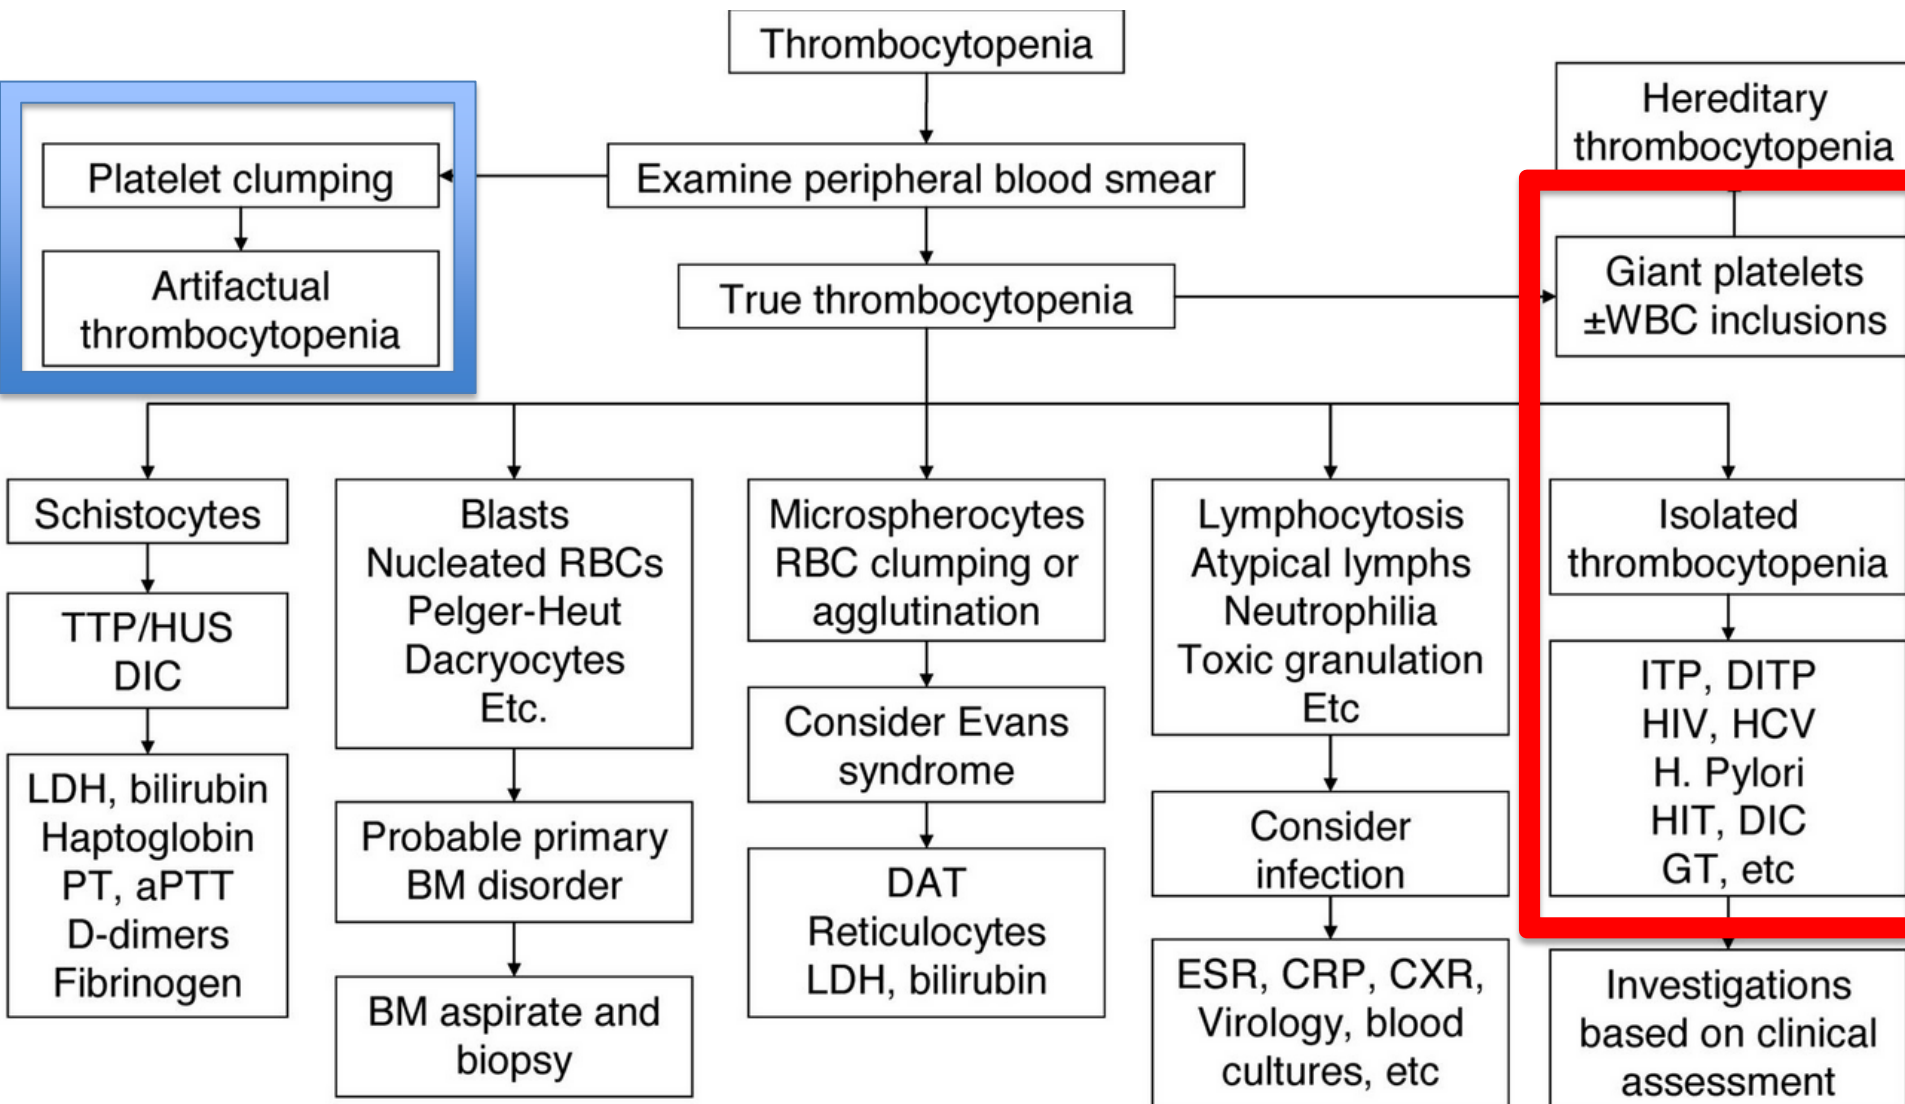 Thrombocytopenia
Hereditary
thrombocytopenia
Platelet clumping
Examine peripheral blood smear
Artifactual
thrombocytopenia
True thrombocytopenia
Giant platelets
±WBC inclusions
Schistocytes
TTP/HUS
DIC
LDH, bilirubin
Haptoglobin
PT, aPTT
D-dimers
Fibrinogen
Blasts
Nucleated RBCs
Pelger-Heut
Dacryocytes
Etc.
Probable primary
BM disorder
BM aspirate and
biopsy
Microspherocytes
RBC clumping or
agglutination
Consider Evans
syndrome
DAT
Reticulocytes
LDH, bilirubin
Lymphocytosis
Atypical lymphs
Neutrophilia
Toxic granulation
Etc
Consider
infection
ESR, CRP, CXR,
Virology, blood
cultures, etc
Isolated
thrombocytopenia
ITP, DITP
HIV, HCV
H. Pylori
HIT, DIC
GT, etc
Investigations
based on clinical
assessment